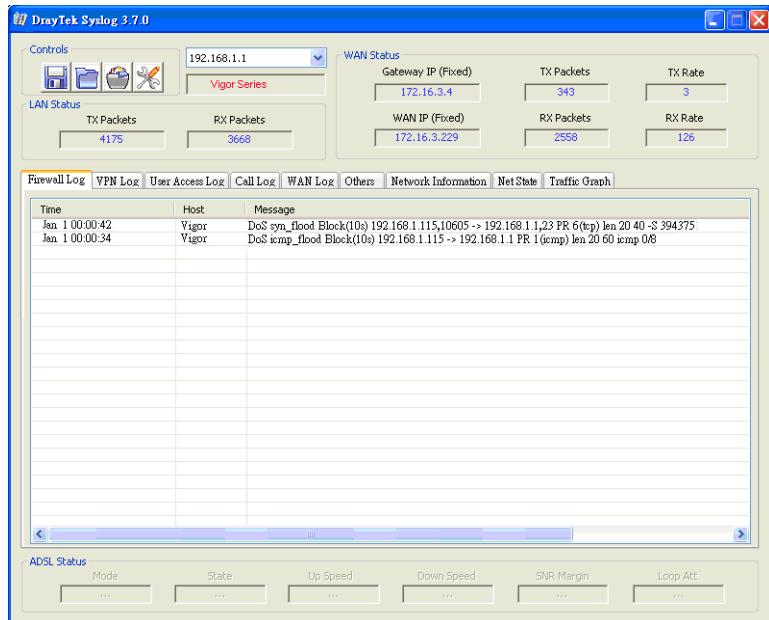 DrayTek Syslog 3.7.0
Controls
192.168.1.1
Vigor Series
WAN Status
Gateway IP (Fixed) TX Packets TX Rate
172.16.3.4 343 3
WAN IP (Fixed) RX Packets RX Rate
172.16.3.229 2558 126
LAN Status
TX Packets RX Packets
4175 3668
Firewall Log VPN Log User Access Log Call Log WAN Log Others Network Information Net State Traffic Graph
Time Host Message
Jan 1 00:00:42 Vigor DoS syn_flood Block(10s) 192.168.1.115,10605 -> 192.168.1.1,23 PR 6(tcp) len 20 40 -S 394375
Jan 1 00:00:34 Vigor DoS icmp_flood Block(10s) 192.168.1.115 -> 192.168.1.1 PR 1(icmp) len 20 60 icmp 0/8
ADSL Status
Mode State Up Speed Down Speed SNR Margin Loop Att
... ... ... ... ... ...